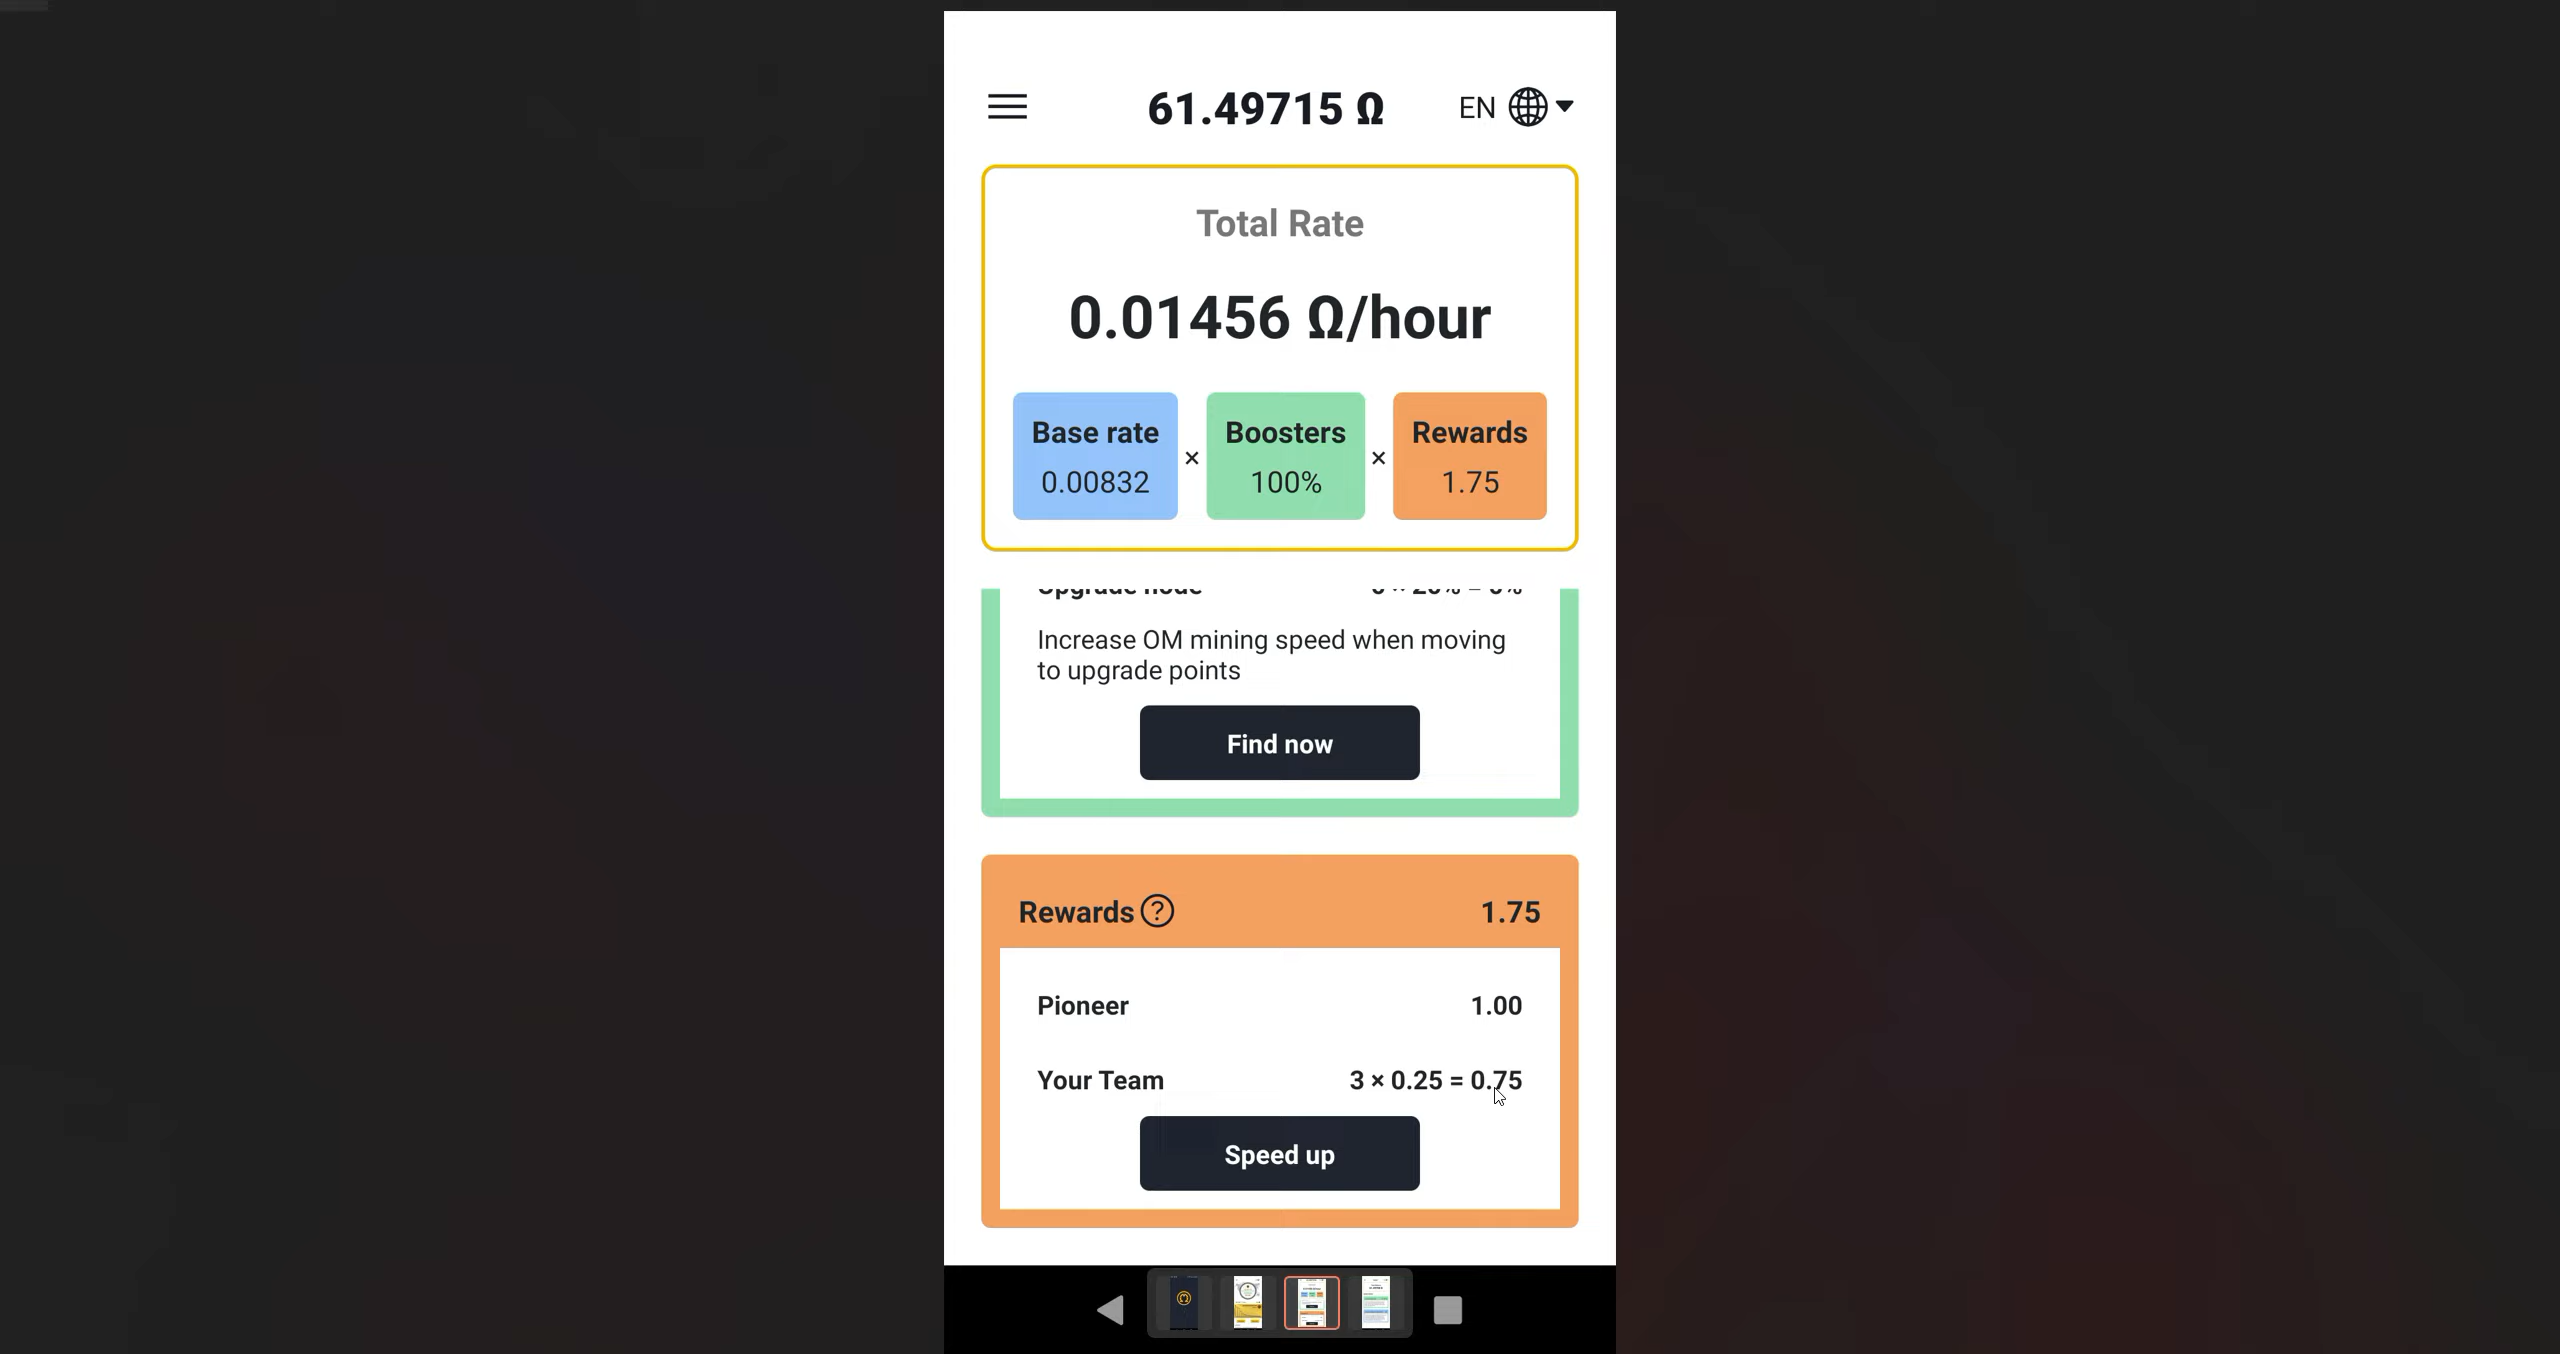 61.49715 Ω
EN
Total Rate
0.01456 Ω/hour
Base rate × Boosters × Rewards
0.00832 100% 1.75
Increase OM mining speed when moving
to upgrade points
Find now
Rewards ? 1.75
Pioneer 1.00
Your Team 3 × 0.25 = 0.75
Speed up